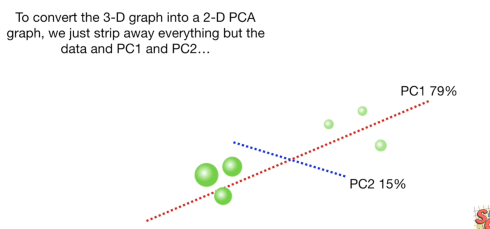 To convert the 3-D graph into a 2-D PCA
graph, we just strip away everything but the
data and PC1 and PC2…
PC1 79%
PC2 15%